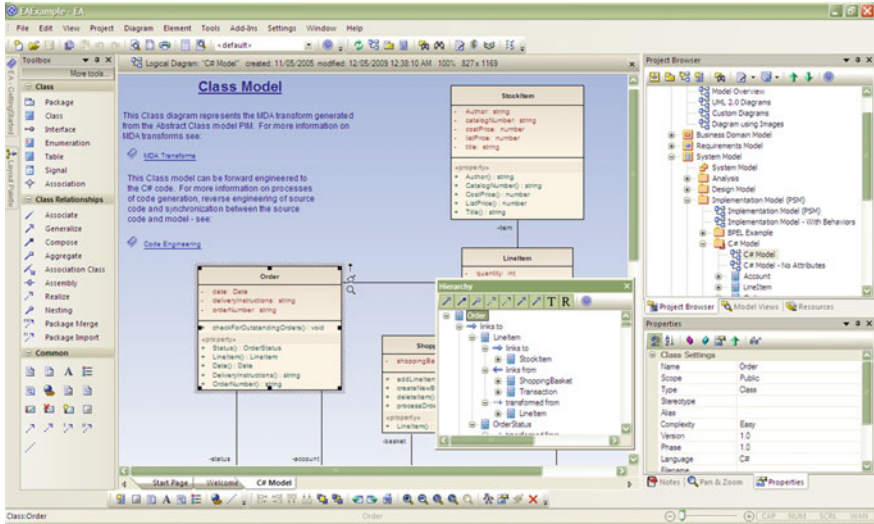 EAExample - EA
File Edit View Project Diagram Element Tools Add-Ins Settings Window Help
<default>
Toolbox
More tools...
Class
Package
Class
Interface
Enumeration
Table
Signal
Association
Class Relationships
Associate
Generalize
Compose
Aggregate
Association Class
Assembly
Realize
Nesting
Package Merge
Package Import
Common
Layout Palette
Logical Diagram: "C# Model" created: 11/05/2005 modified: 12/05/2009 12:38:10 AM 100% 827 x 1169
Class Model
This Class diagram represents the MDA transform generated
from the Abstract Class model PIM. For more information on
MDA transforms see:
MDA Transforms
This Class model can be forward engineered to
the C# code. For more information on processes
of code generation, reverse engineering of source
code and synchronization between the source
code and model - see:
Code Engineering
StockItem
- Author: string
- catalogNumber: string
- costPrice: number
- listPrice: number
- title: string
«property»
+ Author() : string
+ CatalogNumber() : string
+ CostPrice() : number
+ ListPrice() : number
+ Title() : string
-item
LineItem
- quantity: int
Order
- date: Date
- deliveryInstructions: string
- orderNumber: string
+ checkForOutstandingOrders() : void
«property»
+ Status() : OrderStatus
+ LineItem() : LineItem
+ Date() : Date
+ DeliveryInstructions() : string
+ OrderNumber() : string
-status
-account
Shopp
- shoppingBa
+ addLineItem
+ createNewB
+ deleteItem()
+ processOrd
«property»
+ LineItem()
-basket
Hierarchy
T R
Order
links to
LineItem
links to
StockItem
links from
ShoppingBasket
Transaction
transformed from
LineItem
OrderStatus
transformed from
Start Page Welcome C# Model
Project Browser
Model Overview
UML 2.0 Diagrams
Custom Diagrams
Diagram using Images
Business Domain Model
Requirements Model
System Model
System Model
Analysis
Design Model
Implementation Model (PSM)
Implementation Model (PSM)
Implementation Model - With Behaviors
BPEL Example
C# Model
C# Model
C# Model - No Attributes
Account
LineItem
Project Browser Model Views Resources
Properties
Class Settings
Name Order
Scope Public
Type Class
Stereotype
Alias
Complexity Easy
Version 1.0
Phase 1.0
Language C#
Filename
Notes Pan & Zoom Properties
Class:Order
Order
CAP NUM SCRL WAN